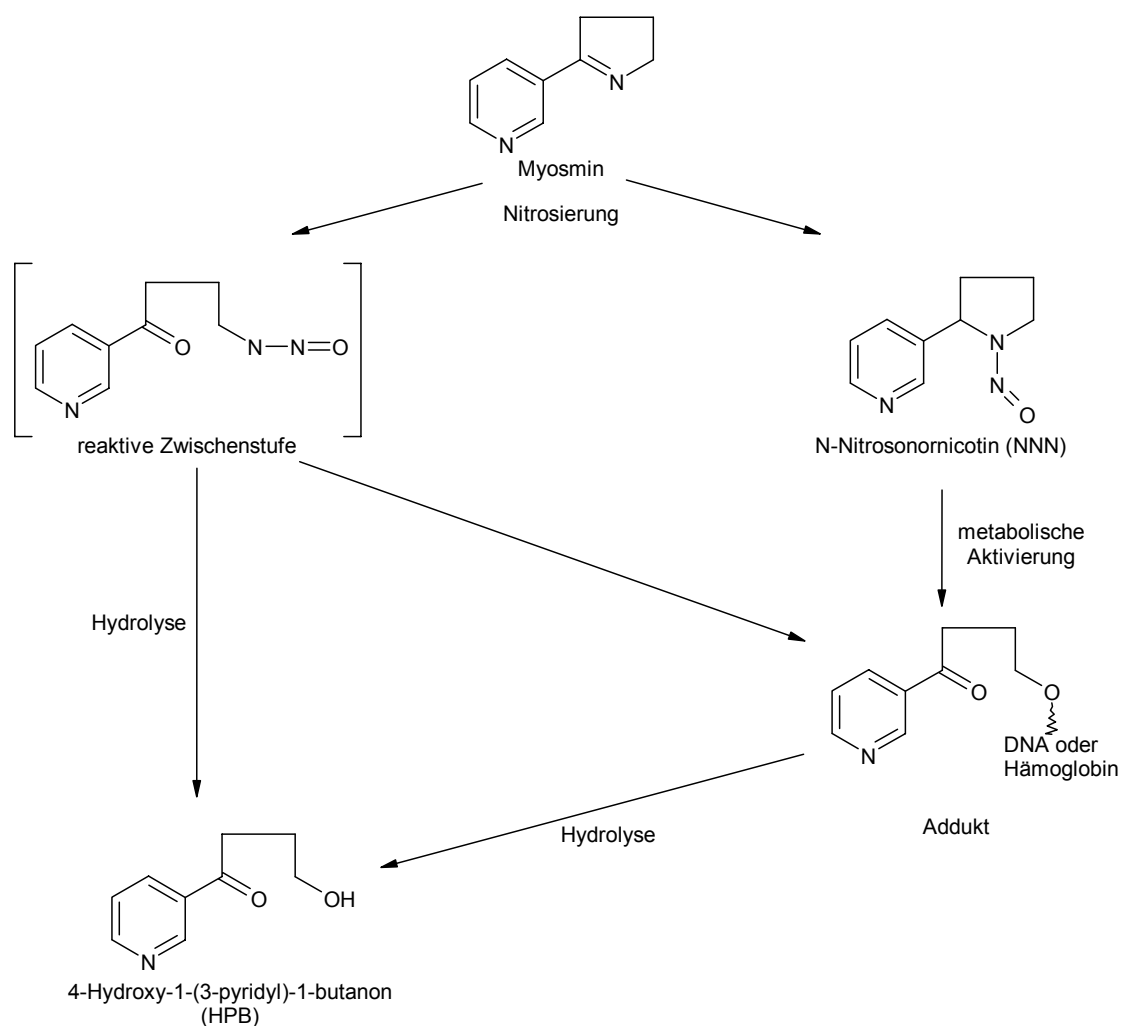 N
N
Myosmin
Nitrosierung
O
N
N
O
N
reaktive Zwischenstufe
N
N
O
N
N-Nitrosonornicotin (NNN)
metabolische
Aktivierung
Hydrolyse
O
O
N
DNA oder
Hämoglobin
Addukt
Hydrolyse
O
OH
N
4-Hydroxy-1-(3-pyridyl)-1-butanon
(HPB)